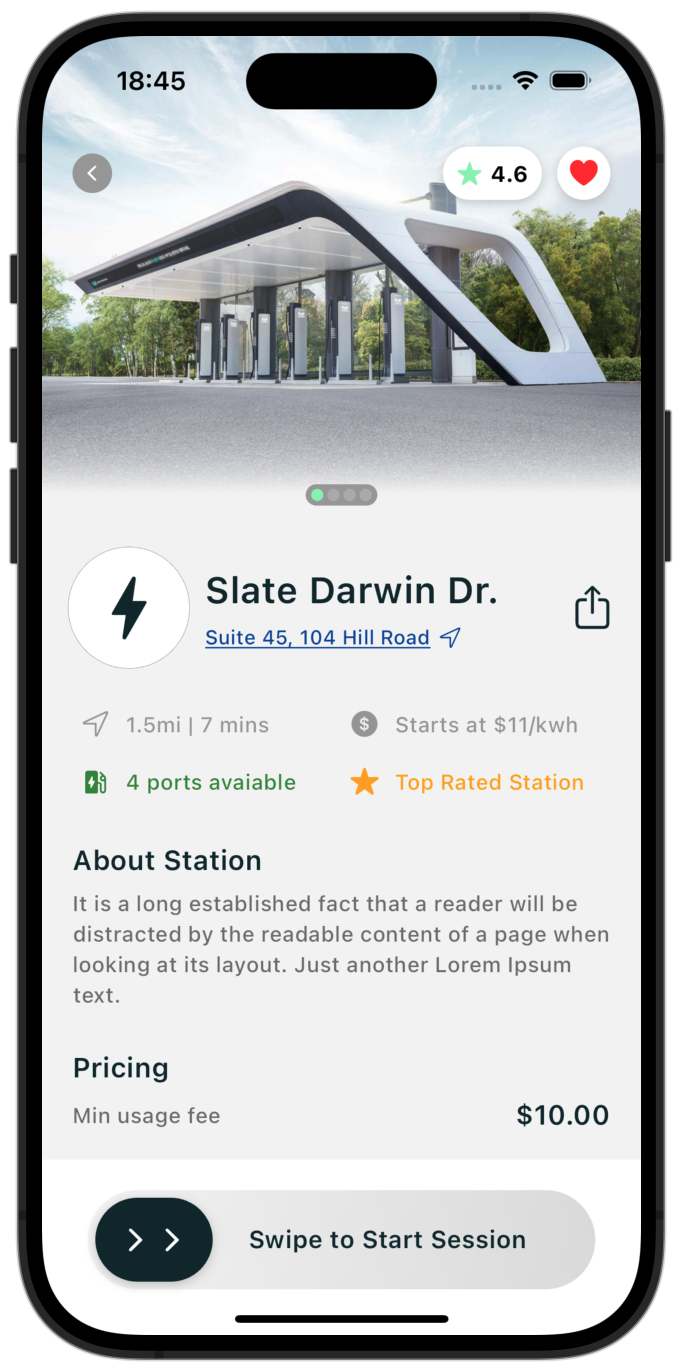 18:45
4.6
Slate Darwin Dr.
Suite 45, 104 Hill Road
1.5mi | 7 mins
$
Starts at $11/kwh
4 ports avaiable
Top Rated Station
About Station
It is a long established fact that a reader will be
distracted by the readable content of a page when
looking at its layout. Just another Lorem Ipsum
text.
Pricing
Min usage fee
$10.00
Swipe to Start Session